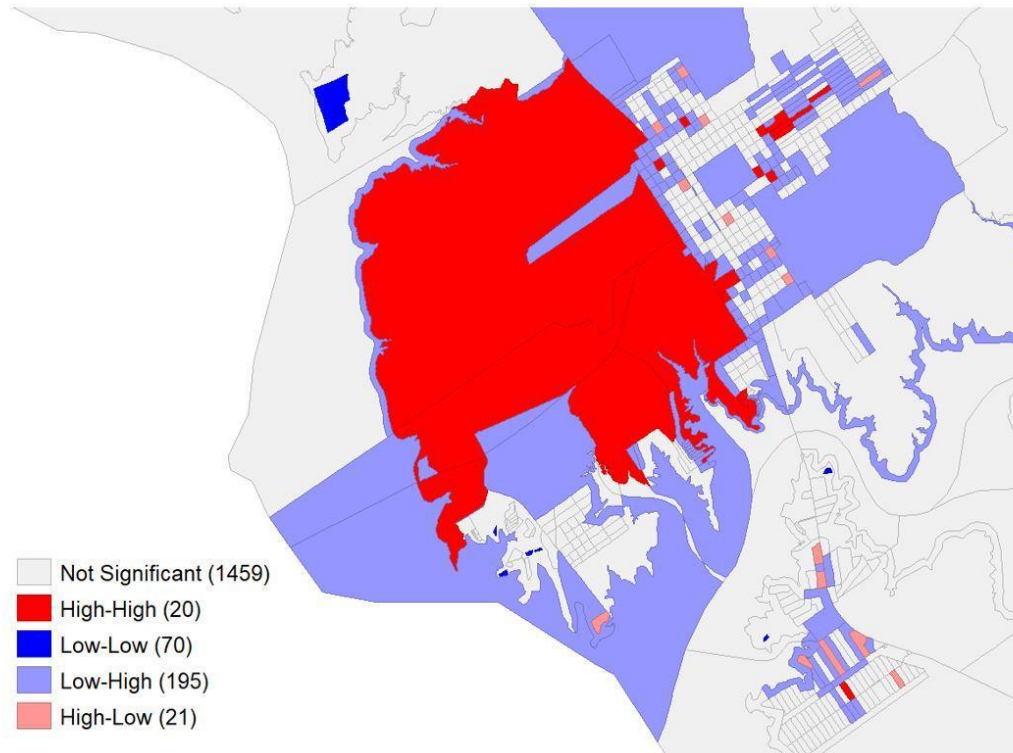 Not Significant (1459)
High-High (20)
Low-Low (70)
Low-High (195)
High-Low (21)